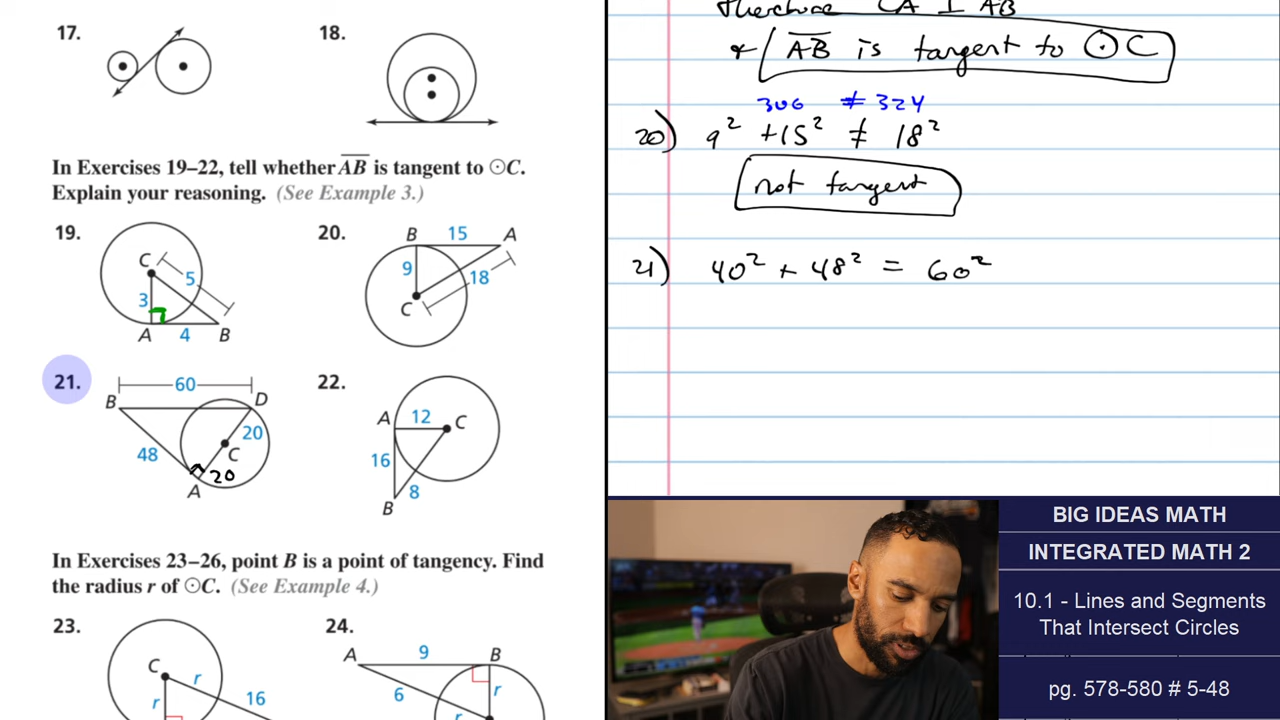 17.
18.
In Exercises 19–22, tell whether A̅B̅ is tangent to ⊙C.
Explain your reasoning. (See Example 3.)
19.
C
5
3
A
4
B
20.
B
15
A
9
18
C
21.
60
B
D
20
C
48
20
A
22.
A
12
C
16
8
B
In Exercises 23–26, point B is a point of tangency. Find
the radius r of ⊙C. (See Example 4.)
23.
C
r
r
16
24.
A
9
B
6
r
r
therefore CA ⊥ AB
& A̅B̅ is tangent to ⊙C
306 ≠ 324
20) 9² + 15² ≠ 18²
not tangent
21) 40² + 48² = 60²
BIG IDEAS MATH
INTEGRATED MATH 2
10.1 - Lines and Segments
That Intersect Circles
pg. 578-580 # 5-48